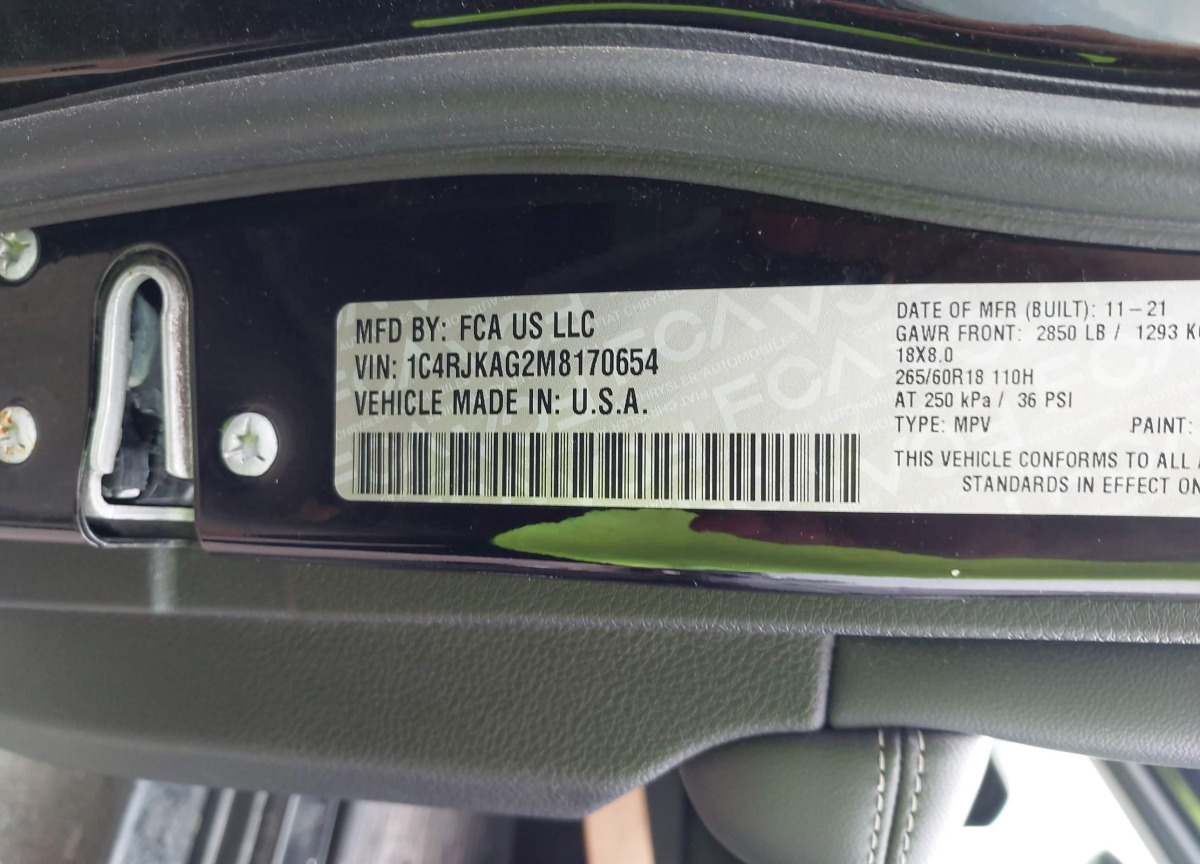 MFD BY: FCA US LLC
VIN: 1C4RJKAG2M8170654
VEHICLE MADE IN: U.S.A.
DATE OF MFR (BUILT): 11-21
GAWR FRONT: 2850 LB / 1293 K
18X8.0
265/60R18 110H
AT 250 kPa / 36 PSI
TYPE: MPV PAINT:
THIS VEHICLE CONFORMS TO ALL
STANDARDS IN EFFECT ON